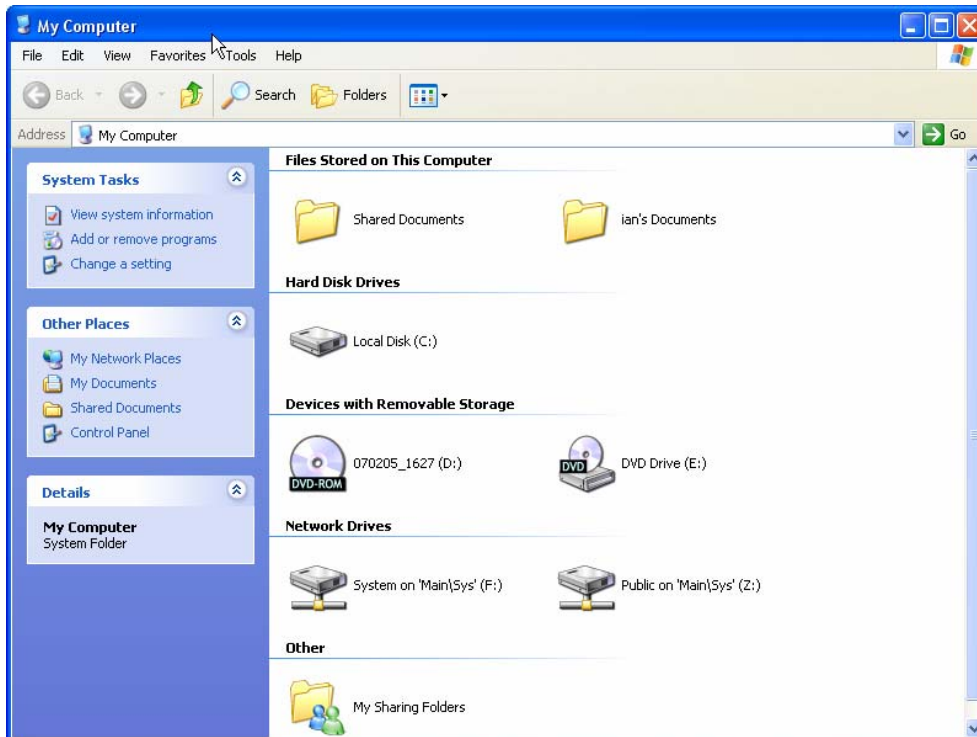 My Computer
File Edit View Favorites Tools Help
Back Search Folders
Address My Computer Go
System Tasks
View system information
Add or remove programs
Change a setting
Other Places
My Network Places
My Documents
Shared Documents
Control Panel
Details
My Computer
System Folder
Files Stored on This Computer
Shared Documents ian's Documents
Hard Disk Drives
Local Disk (C:)
Devices with Removable Storage
DVD-ROM 070205_1627 (D:) DVD DVD Drive (E:)
Network Drives
System on 'Main\Sys' (F:) Public on 'Main\Sys' (Z:)
Other
My Sharing Folders